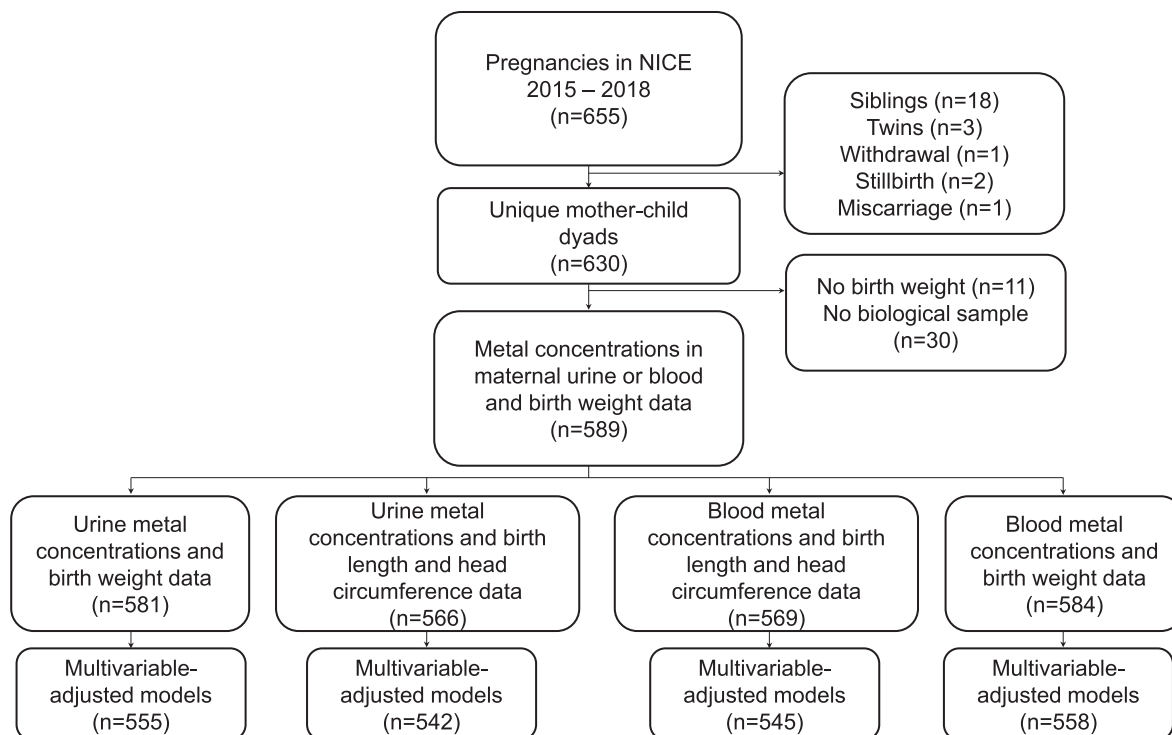 Pregnancies in NICE
2015 – 2018
(n=655)
Siblings (n=18)
Twins (n=3)
Withdrawal (n=1)
Stillbirth (n=2)
Miscarriage (n=1)
Unique mother-child
dyads
(n=630)
No birth weight (n=11)
No biological sample
(n=30)
Metal concentrations in
maternal urine or blood
and birth weight data
(n=589)
Urine metal
concentrations and
birth weight data
(n=581)
Urine metal
concentrations and birth
length and head
circumference data
(n=566)
Blood metal
concentrations and birth
length and head
circumference data
(n=569)
Blood metal
concentrations and
birth weight data
(n=584)
Multivariable-
adjusted models
(n=555)
Multivariable-
adjusted models
(n=542)
Multivariable-
adjusted models
(n=545)
Multivariable-
adjusted models
(n=558)